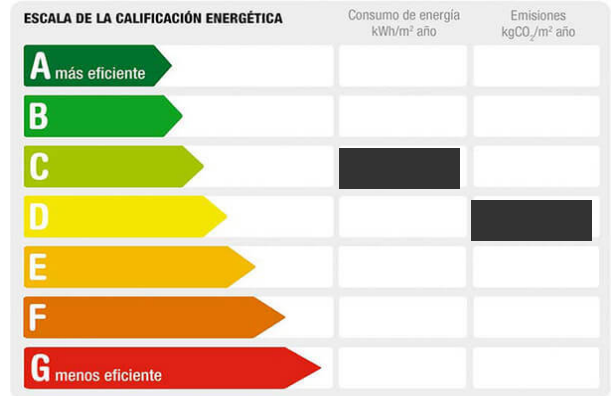 ESCALA DE LA CALIFICACIÓN ENERGÉTICA
Consumo de energía
kWh/m² año
Emisiones
kgCO₂/m² año
A más eficiente
B
C
D
E
F
G menos eficiente